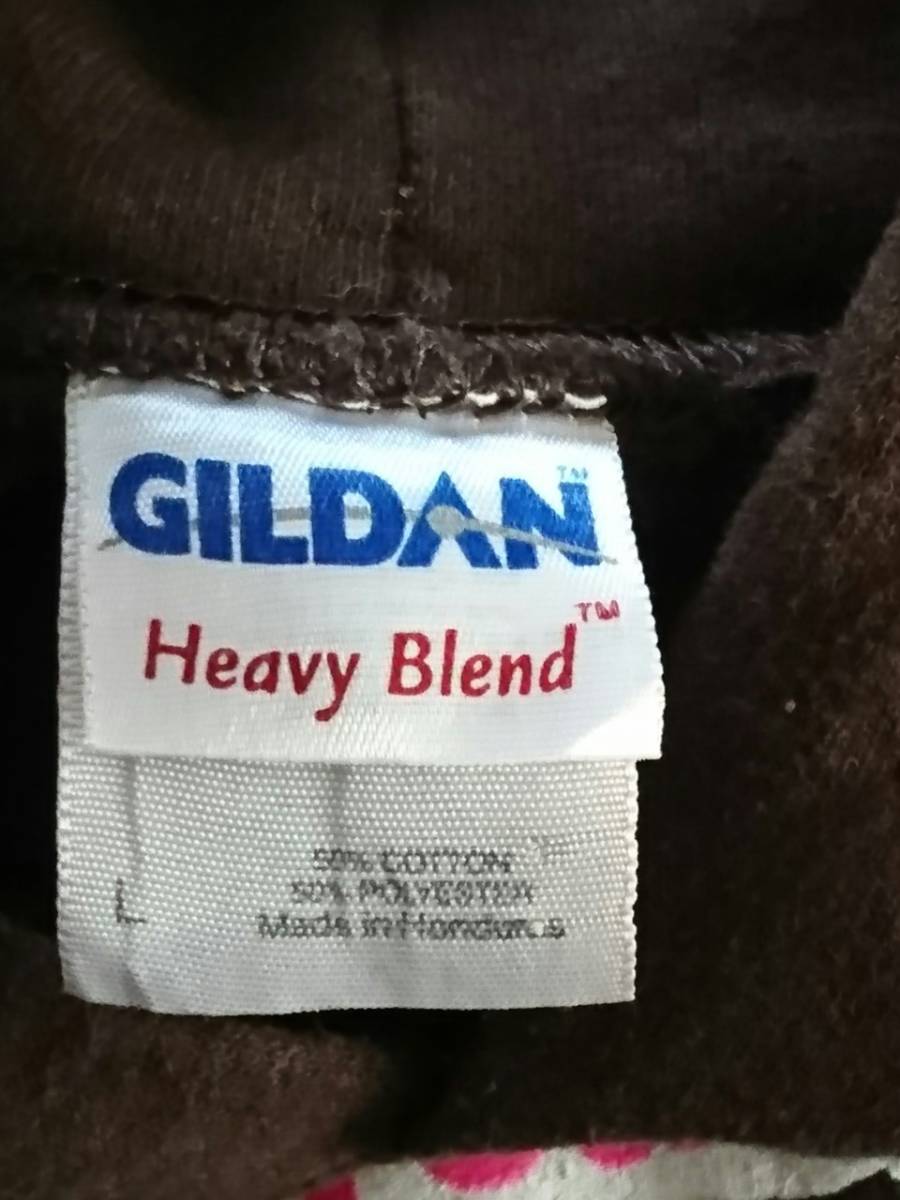 GILDAN™
Heavy Blend™
50% COTTON
50% POLYESTER
L
Made in Honduras